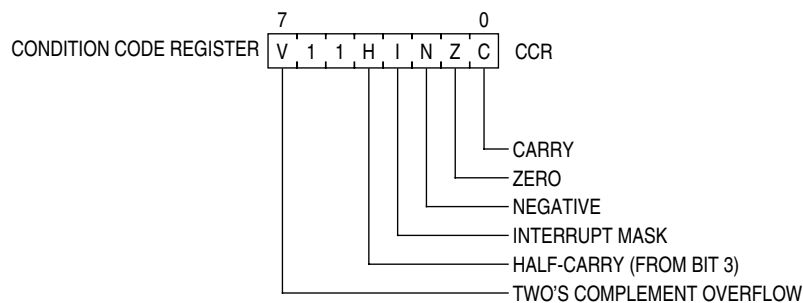 7 0
CONDITION CODE REGISTER V 1 1 H I N Z C CCR
CARRY
ZERO
NEGATIVE
INTERRUPT MASK
HALF-CARRY (FROM BIT 3)
TWO'S COMPLEMENT OVERFLOW